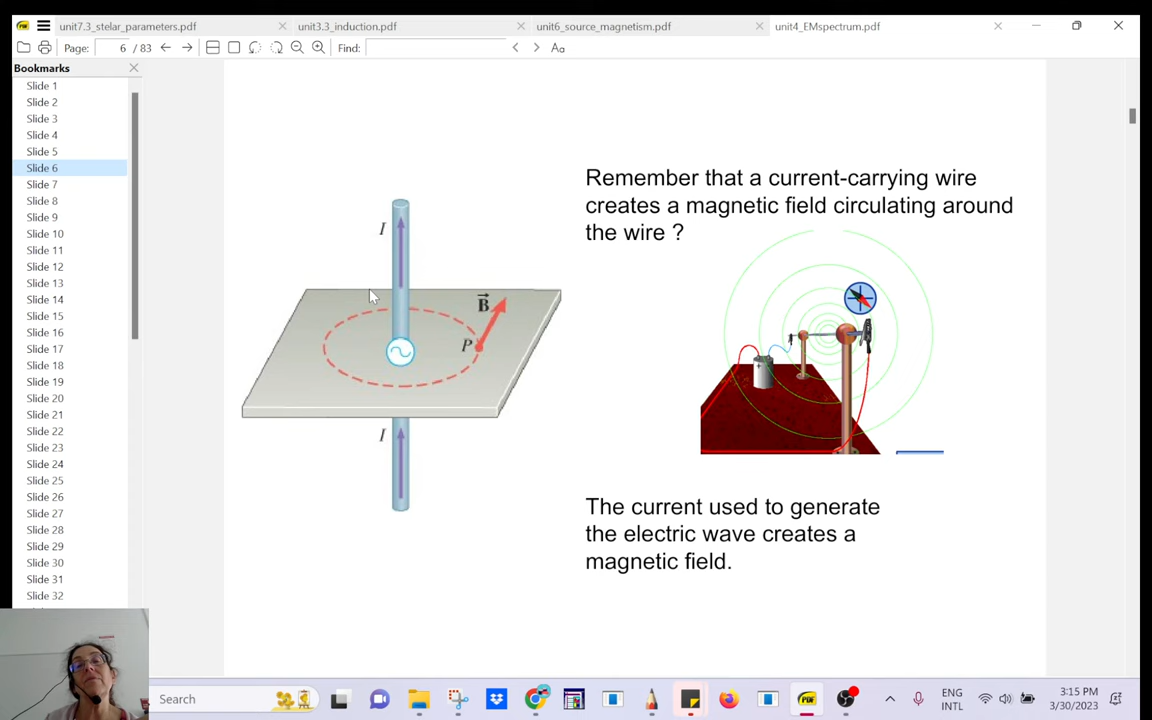 unit7.3_stelar_parameters.pdf
unit3.3_induction.pdf
unit6_source_magnetism.pdf
unit4_EMspectrum.pdf
Page: 6 / 83
Find:
Aa
Bookmarks
Slide 1
Slide 2
Slide 3
Slide 4
Slide 5
Slide 6
Slide 7
Slide 8
Slide 9
Slide 10
Slide 11
Slide 12
Slide 13
Slide 14
Slide 15
Slide 16
Slide 17
Slide 18
Slide 19
Slide 20
Slide 21
Slide 22
Slide 23
Slide 24
Slide 25
Slide 26
Slide 27
Slide 28
Slide 29
Slide 30
Slide 31
Slide 32
I
B
P
I
Remember that a current-carrying wire
creates a magnetic field circulating around
the wire ?
The current used to generate
the electric wave creates a
magnetic field.
Search
ENG
INTL
3:15 PM
3/30/2023